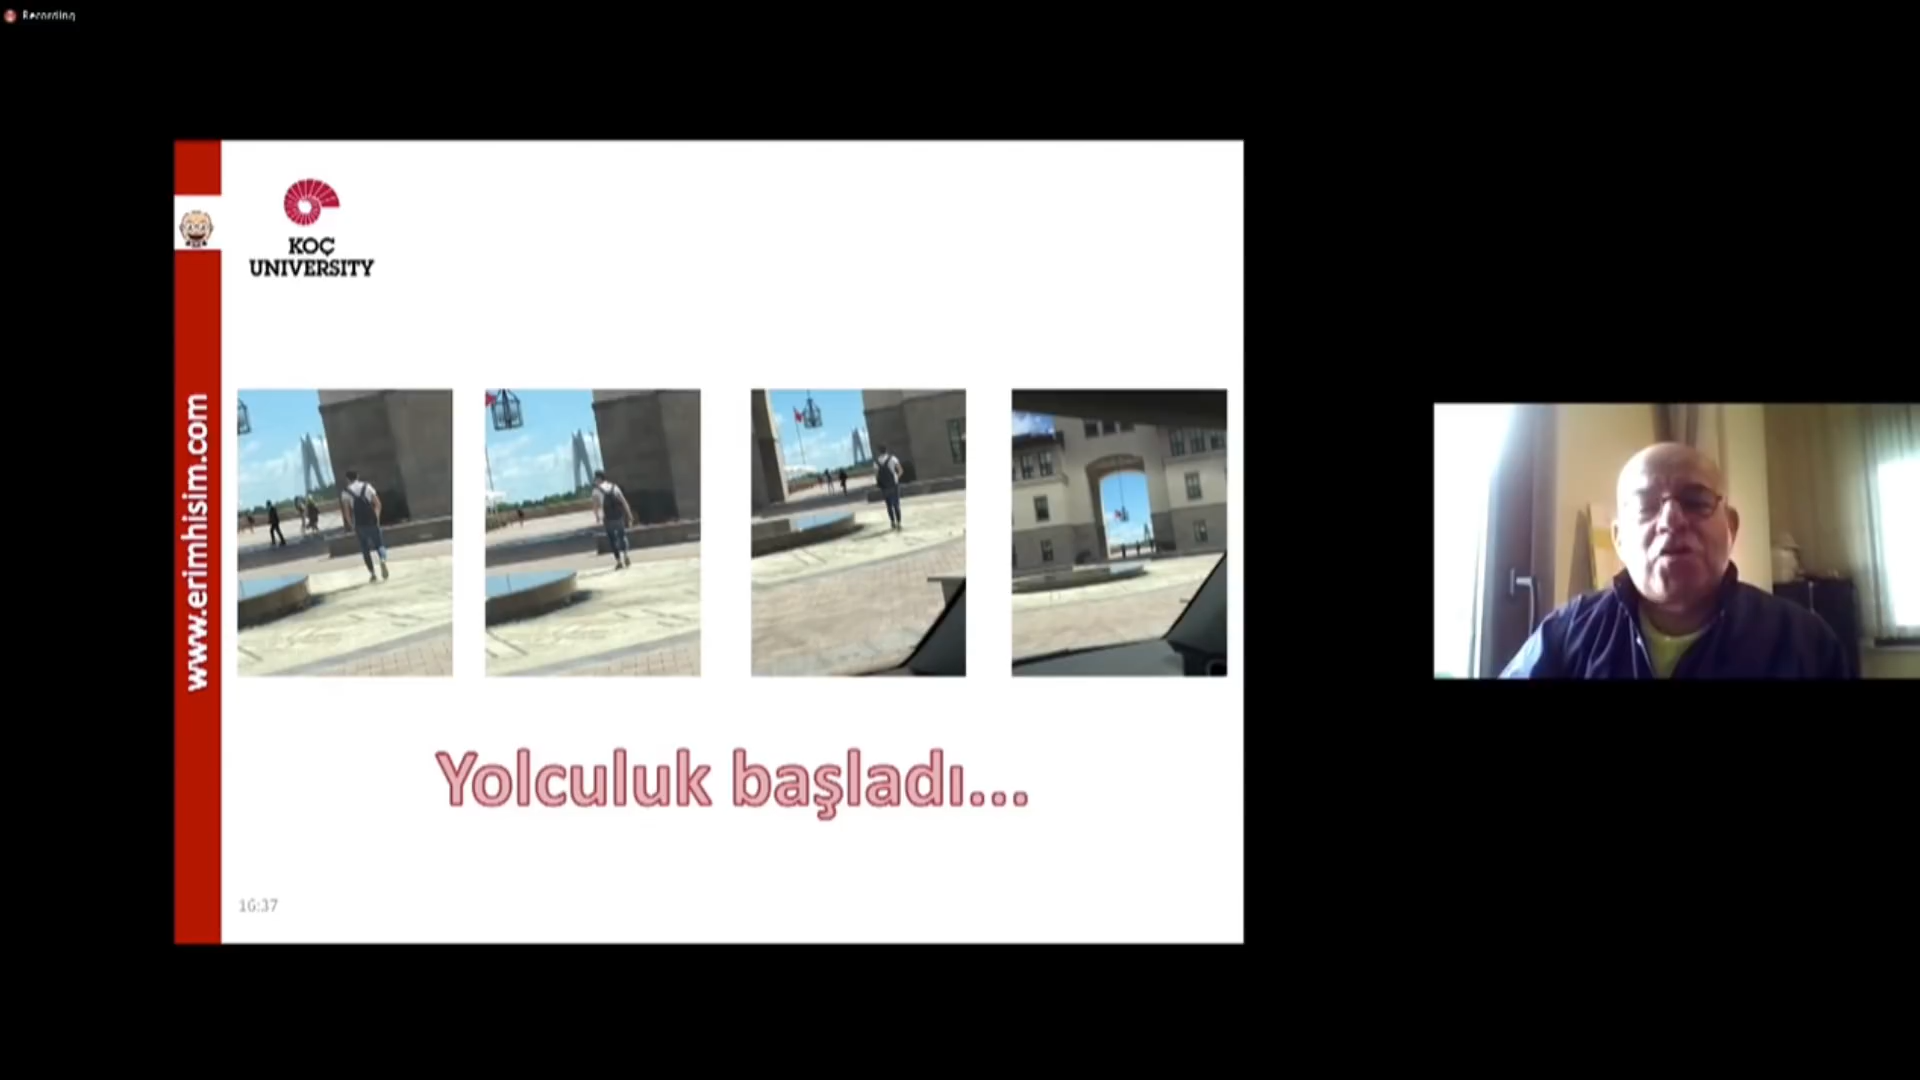 Recording
KOÇ
UNIVERSITY
www.erimhisim.com
Yolculuk başladı...
16:37